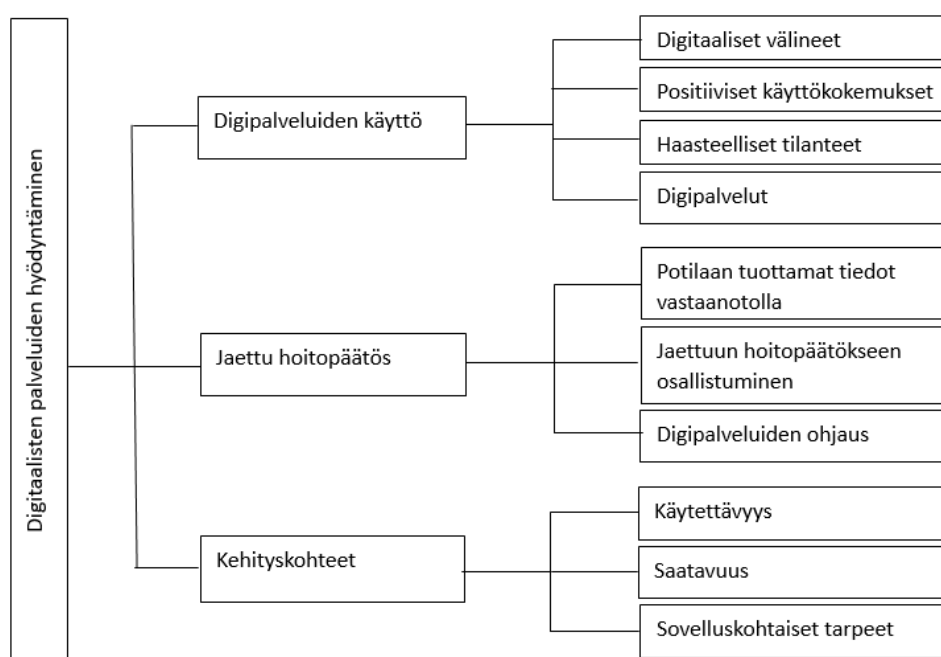 Digitaalisten palveluiden hyödyntäminen
Digipalveluiden käyttö
Digitaaliset välineet
Positiiviset käyttökokemukset
Haasteelliset tilanteet
Digipalvelut
Jaettu hoitopäätös
Potilaan tuottamat tiedot
vastaanotolla
Jaettuun hoitopäätökseen
osallistuminen
Digipalveluiden ohjaus
Kehityskohteet
Käytettävyys
Saatavuus
Sovelluskohtaiset tarpeet